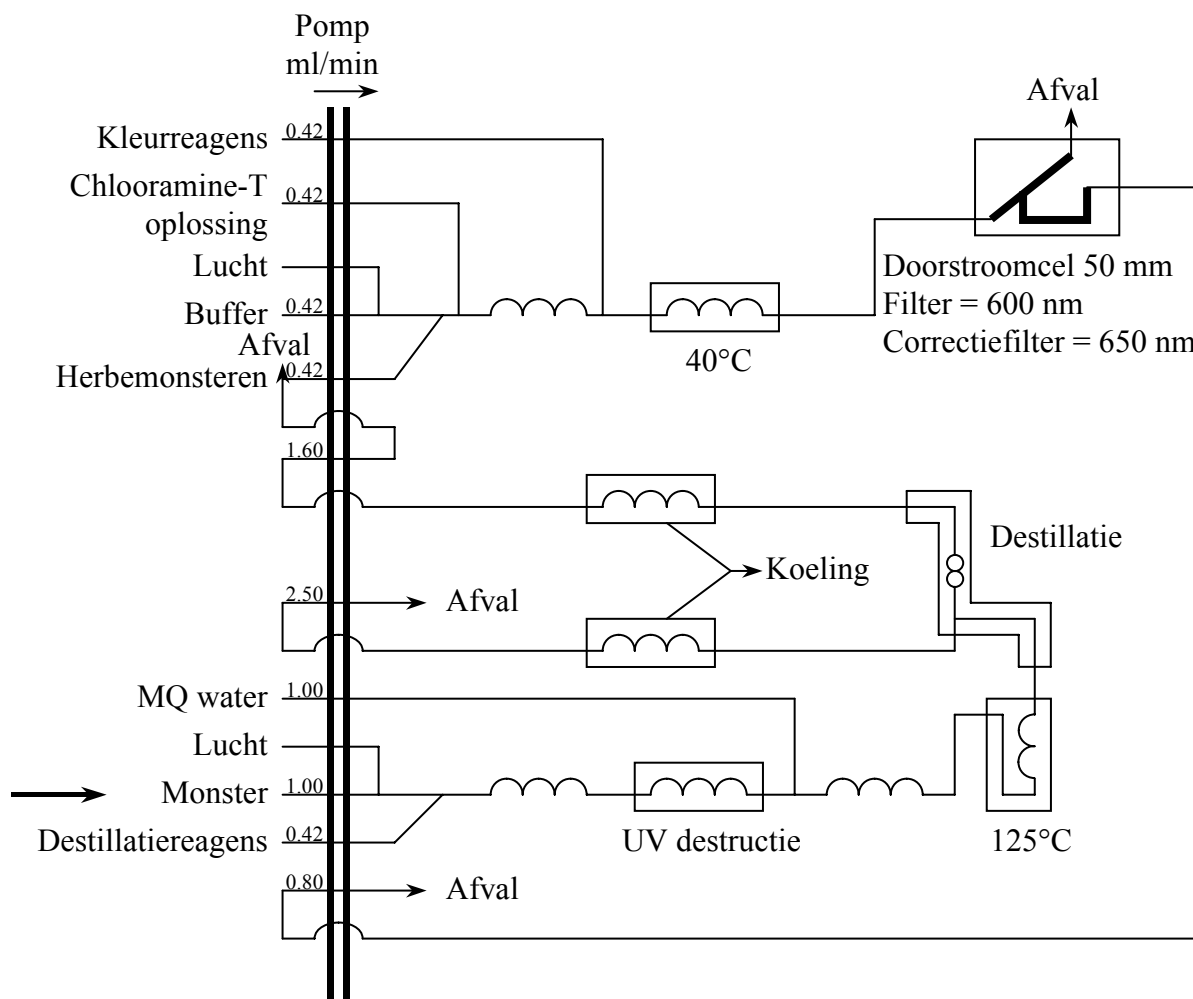 Pomp
ml/min
Afval
Kleurreagens 0.42
Chlooramine-T
oplossing 0.42
Lucht
Buffer 0.42
Doorstroomcel 50 mm
Filter = 600 nm
Correctiefilter = 650 nm
Afval
40°C
Herbemonsteren 0.42
1.60
Destillatie
Koeling
2.50 Afval
MQ water 1.00
Lucht
Monster 1.00
Destillatiereagens 0.42
UV destructie
125°C
0.80 Afval